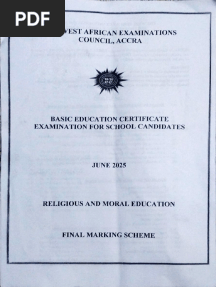 PDF
WEST AFRICAN EXAMINATIONS
COUNCIL, ACCRA
BASIC EDUCATION CERTIFICATE
EXAMINATION FOR SCHOOL CANDIDATES
JUNE 2025
RELIGIOUS AND MORAL EDUCATION
FINAL MARKING SCHEME